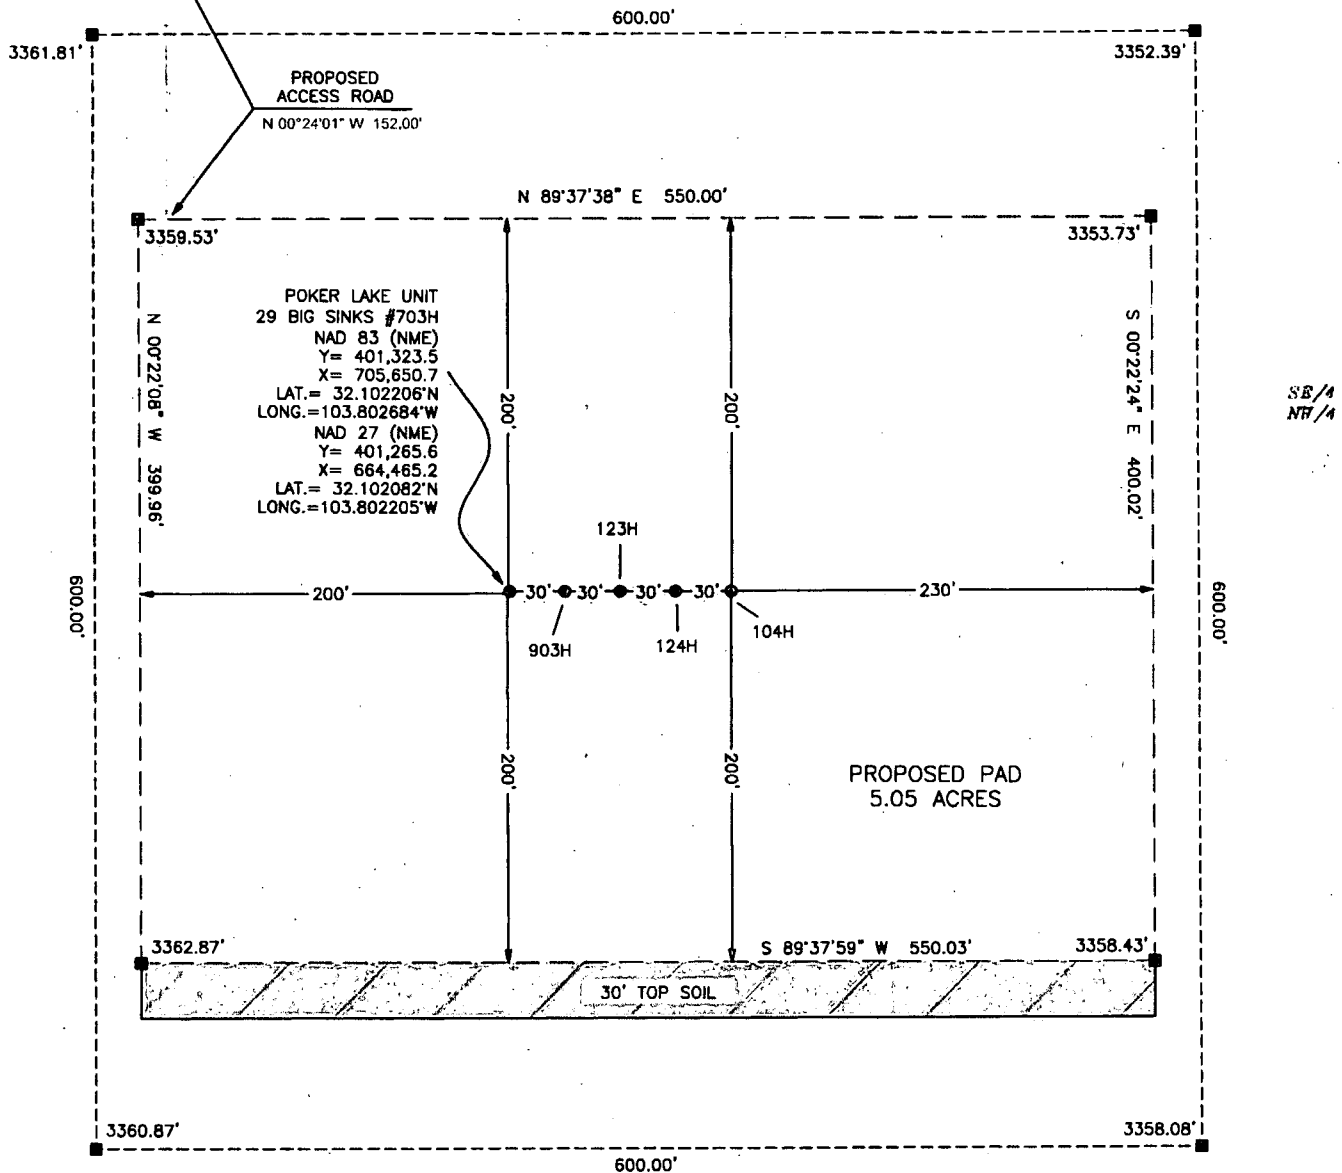 600.00'
3361.81'
3352.39'
PROPOSED
ACCESS ROAD
N 00°24'01" W 152.00'
N 89°37'38" E 550.00'
3359.53'
3353.73'
POKER LAKE UNIT
29 BIG SINKS #703H
NAD 83 (NME)
Y= 401,323.5
X= 705,650.7
LAT.= 32.102206°N
LONG.=103.802684°W
NAD 27 (NME)
Y= 401,265.6
X= 664,465.2
LAT.= 32.102082°N
LONG.=103.802205°W
N 00°22'08" W 399.96'
200'
200'
S 00°22'24" E 400.02'
SE/4
NW/4
123H
600.00'
200'
30'
30'
30'
30'
230'
600.00'
903H
124H
104H
200'
200'
PROPOSED PAD
5.05 ACRES
3362.87'
S 89°37'59" W 550.03'
3358.43'
30' TOP SOIL
3360.87'
3358.08'
600.00'